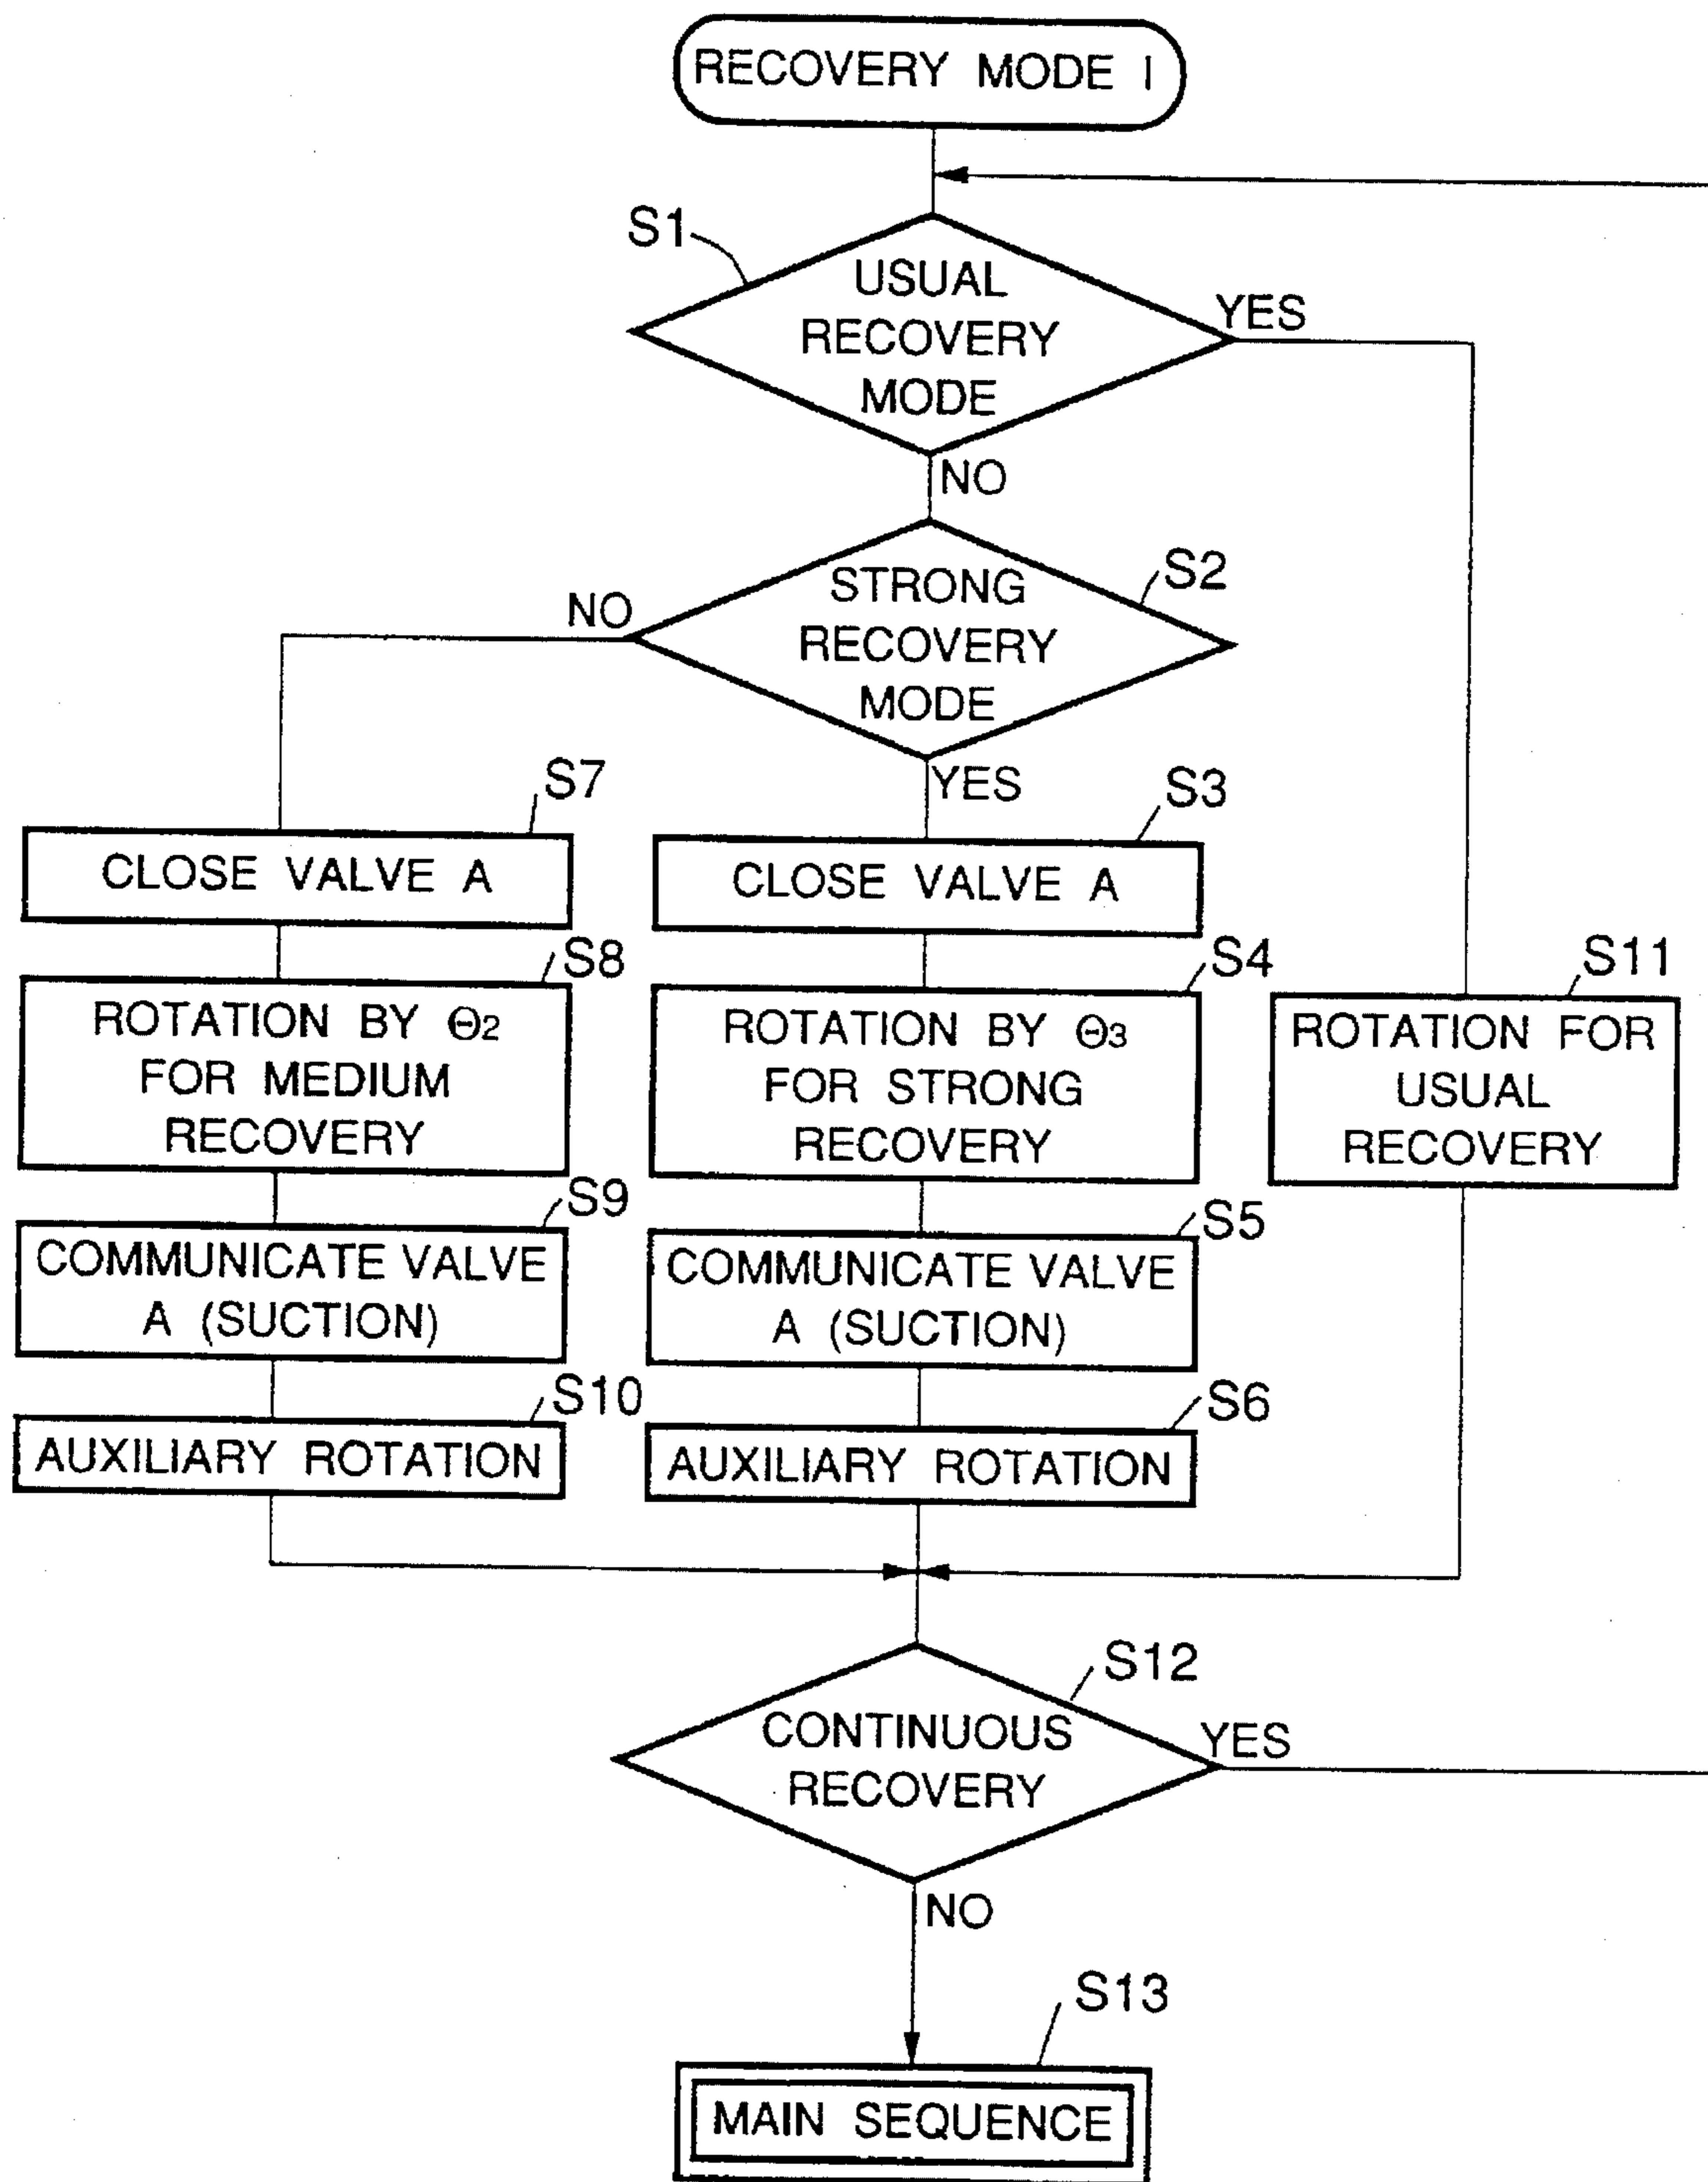 RECOVERY MODE I
S1
USUAL
RECOVERY
MODE
YES
NO
S2
STRONG
RECOVERY
MODE
NO
YES
S7
CLOSE VALVE A
S3
CLOSE VALVE A
S8
ROTATION BY Θ2
FOR MEDIUM
RECOVERY
S4
ROTATION BY Θ3
FOR STRONG
RECOVERY
S11
ROTATION FOR
USUAL
RECOVERY
S9
COMMUNICATE VALVE
A (SUCTION)
S5
COMMUNICATE VALVE
A (SUCTION)
S10
AUXILIARY ROTATION
S6
AUXILIARY ROTATION
S12
CONTINUOUS
RECOVERY
YES
NO
S13
MAIN SEQUENCE